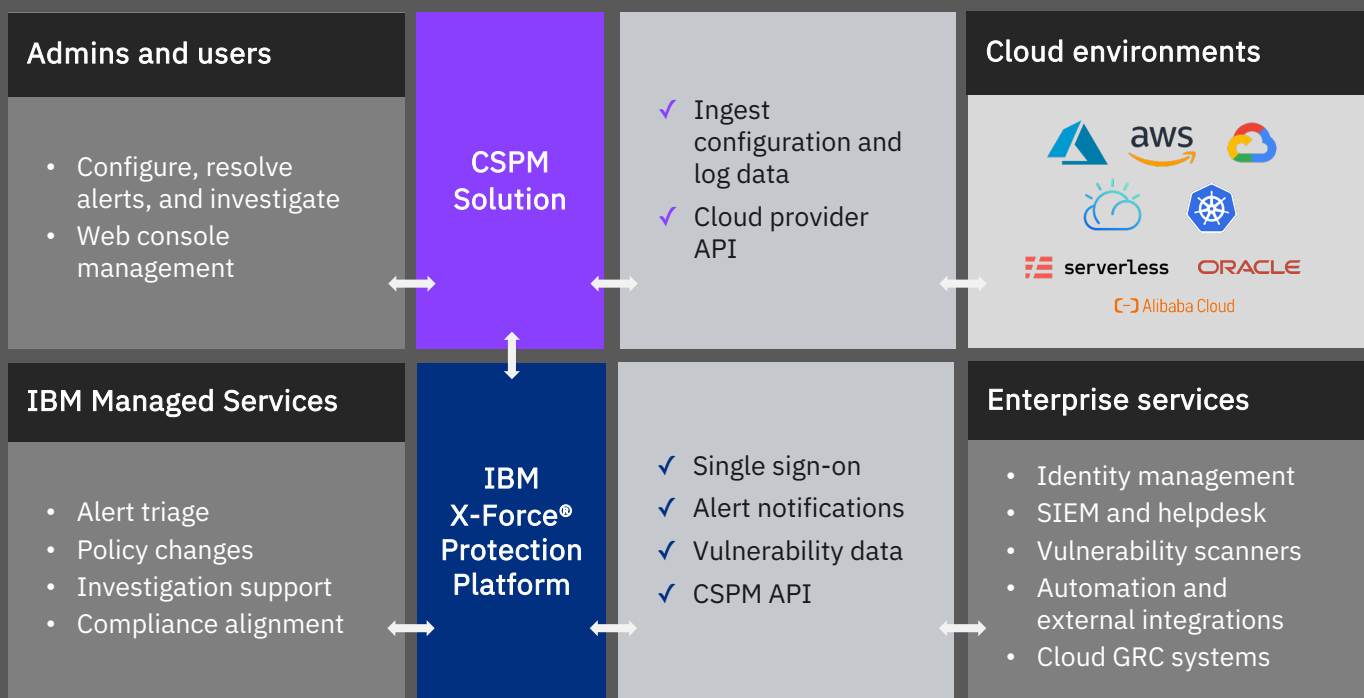 Admins and users
• Configure, resolve
alerts, and investigate
• Web console
management
CSPM
Solution
✓ Ingest
configuration and
log data
✓ Cloud provider
API
Cloud environments
aws
serverless
ORACLE
Alibaba Cloud
IBM Managed Services
• Alert triage
• Policy changes
• Investigation support
• Compliance alignment
IBM
X-Force®
Protection
Platform
✓ Single sign-on
✓ Alert notifications
✓ Vulnerability data
✓ CSPM API
Enterprise services
• Identity management
• SIEM and helpdesk
• Vulnerability scanners
• Automation and
external integrations
• Cloud GRC systems